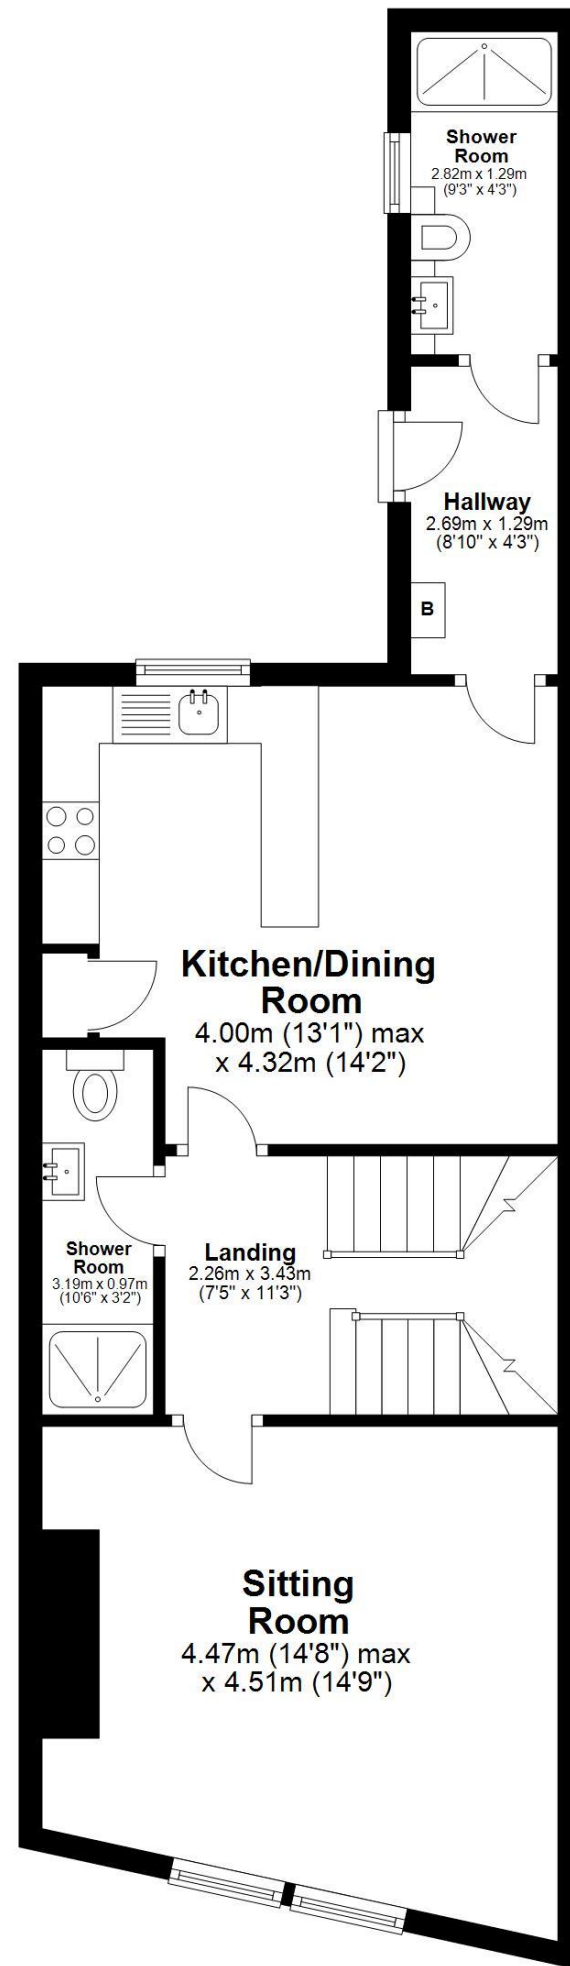 Shower
Room
2.82m x 1.29m
(9'3" x 4'3")
Hallway
2.69m x 1.29m
(8'10" x 4'3")
B
Kitchen/Dining
Room
4.00m (13'1") max
x 4.32m (14'2")
Shower
Room
3.19m x 0.97m
(10'6" x 3'2")
Landing
2.26m x 3.43m
(7'5" x 11'3")
Sitting
Room
4.47m (14'8") max
x 4.51m (14'9")